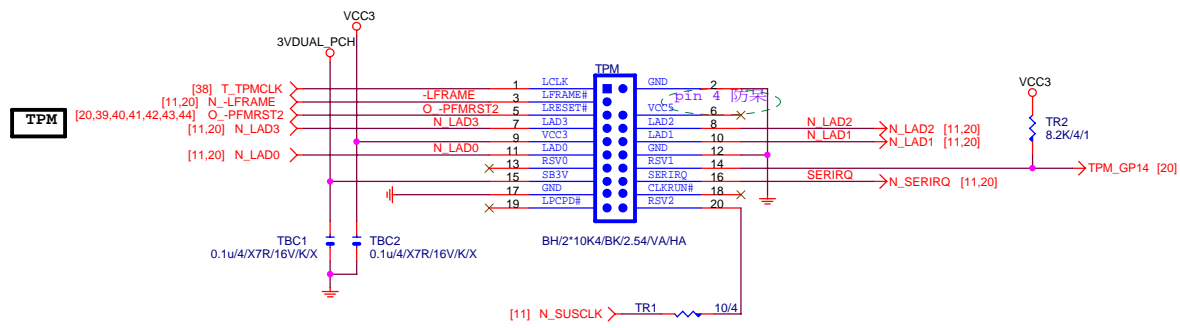 VCC3
3VDUAL_PCH
TPM
TPM
[38] T_TPMCLK
[11,20] N_-LFRAME
[20,39,40,41,42,43,44] O_-PFMRST2
[11,20] N_LAD3
[11,20] N_LAD0
-LFRAME
O_-PFMRST2
N_LAD3
N_LAD0
1 LCLK GND 2
3 LFRAME#
pin 4 防呆
5 LRESET# VCC5 6
7 LAD3 LAD2 8
9 VCC3 LAD1 10
11 LAD0 GND 12
13 RSV0 RSV1 14
15 SB3V SERIRQ 16
17 GND CLKRUN# 18
19 LPCPD# RSV2 20
N_LAD2
N_LAD1
SERIRQ
N_LAD2 [11,20]
N_LAD1 [11,20]
TPM_GP14 [20]
N_SERIRQ [11,20]
VCC3
TR2
8.2K/4/1
BH/2*10K4/BK/2.54/VA/HA
TBC1
0.1u/4/X7R/16V/K/X
TBC2
0.1u/4/X7R/16V/K/X
[11] N_SUSCLK
TR1
10/4